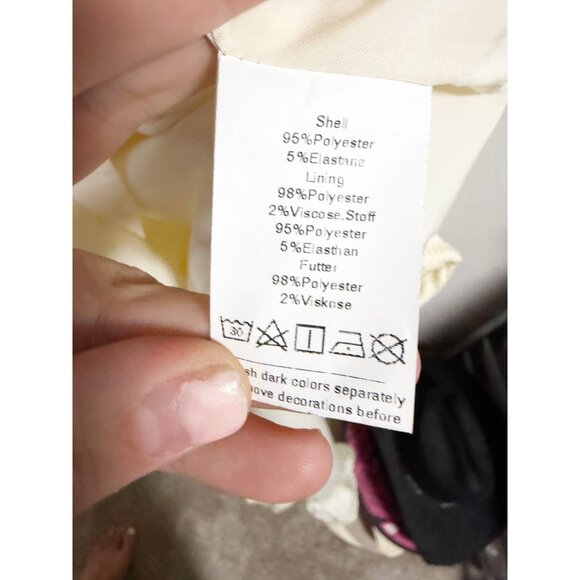 Shell
95%Polyester
5%Elastane
Lining
98%Polyester
2%Viscose,Stoff
95%Polyester
5%Elasthan
Futter
98%Polyester
2%Viskose
30
dark colors separately
decorations before